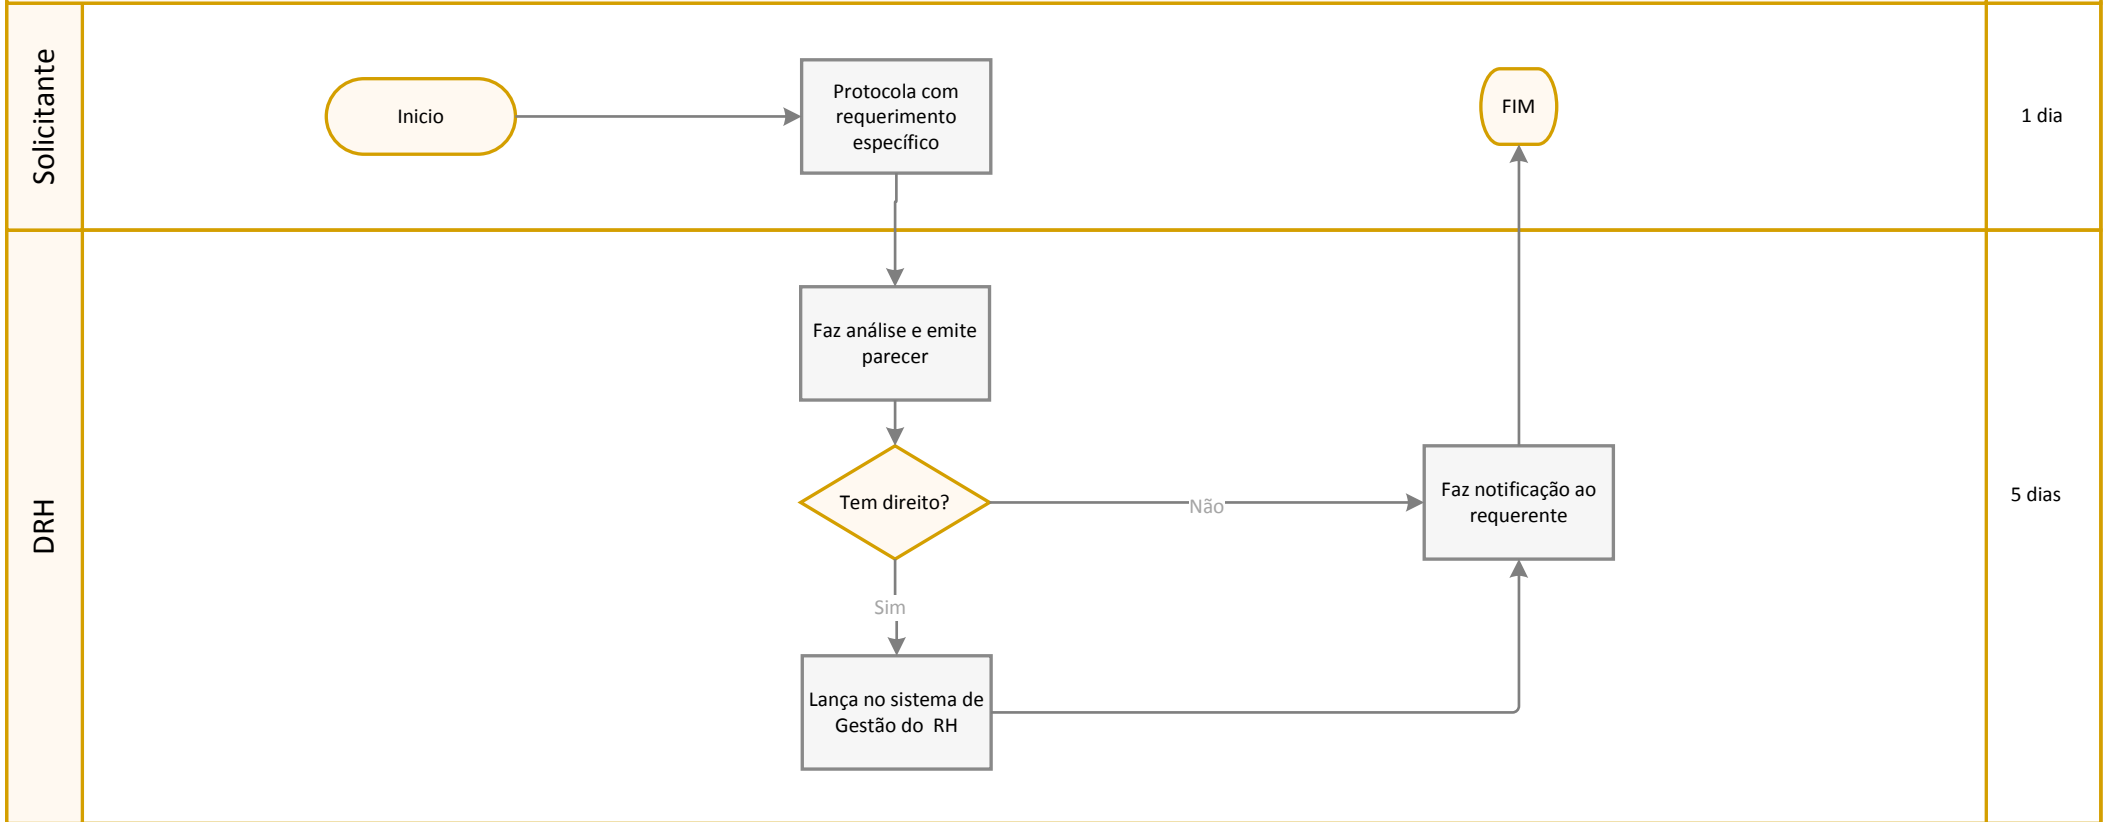 Solicitante
Inicio
Protocola com
requerimento
específico
FIM
1 dia
DRH
Faz análise e emite
parecer
Tem direito?
Não
Faz notificação ao
requerente
5 dias
Sim
Lança no sistema de
Gestão do  RH